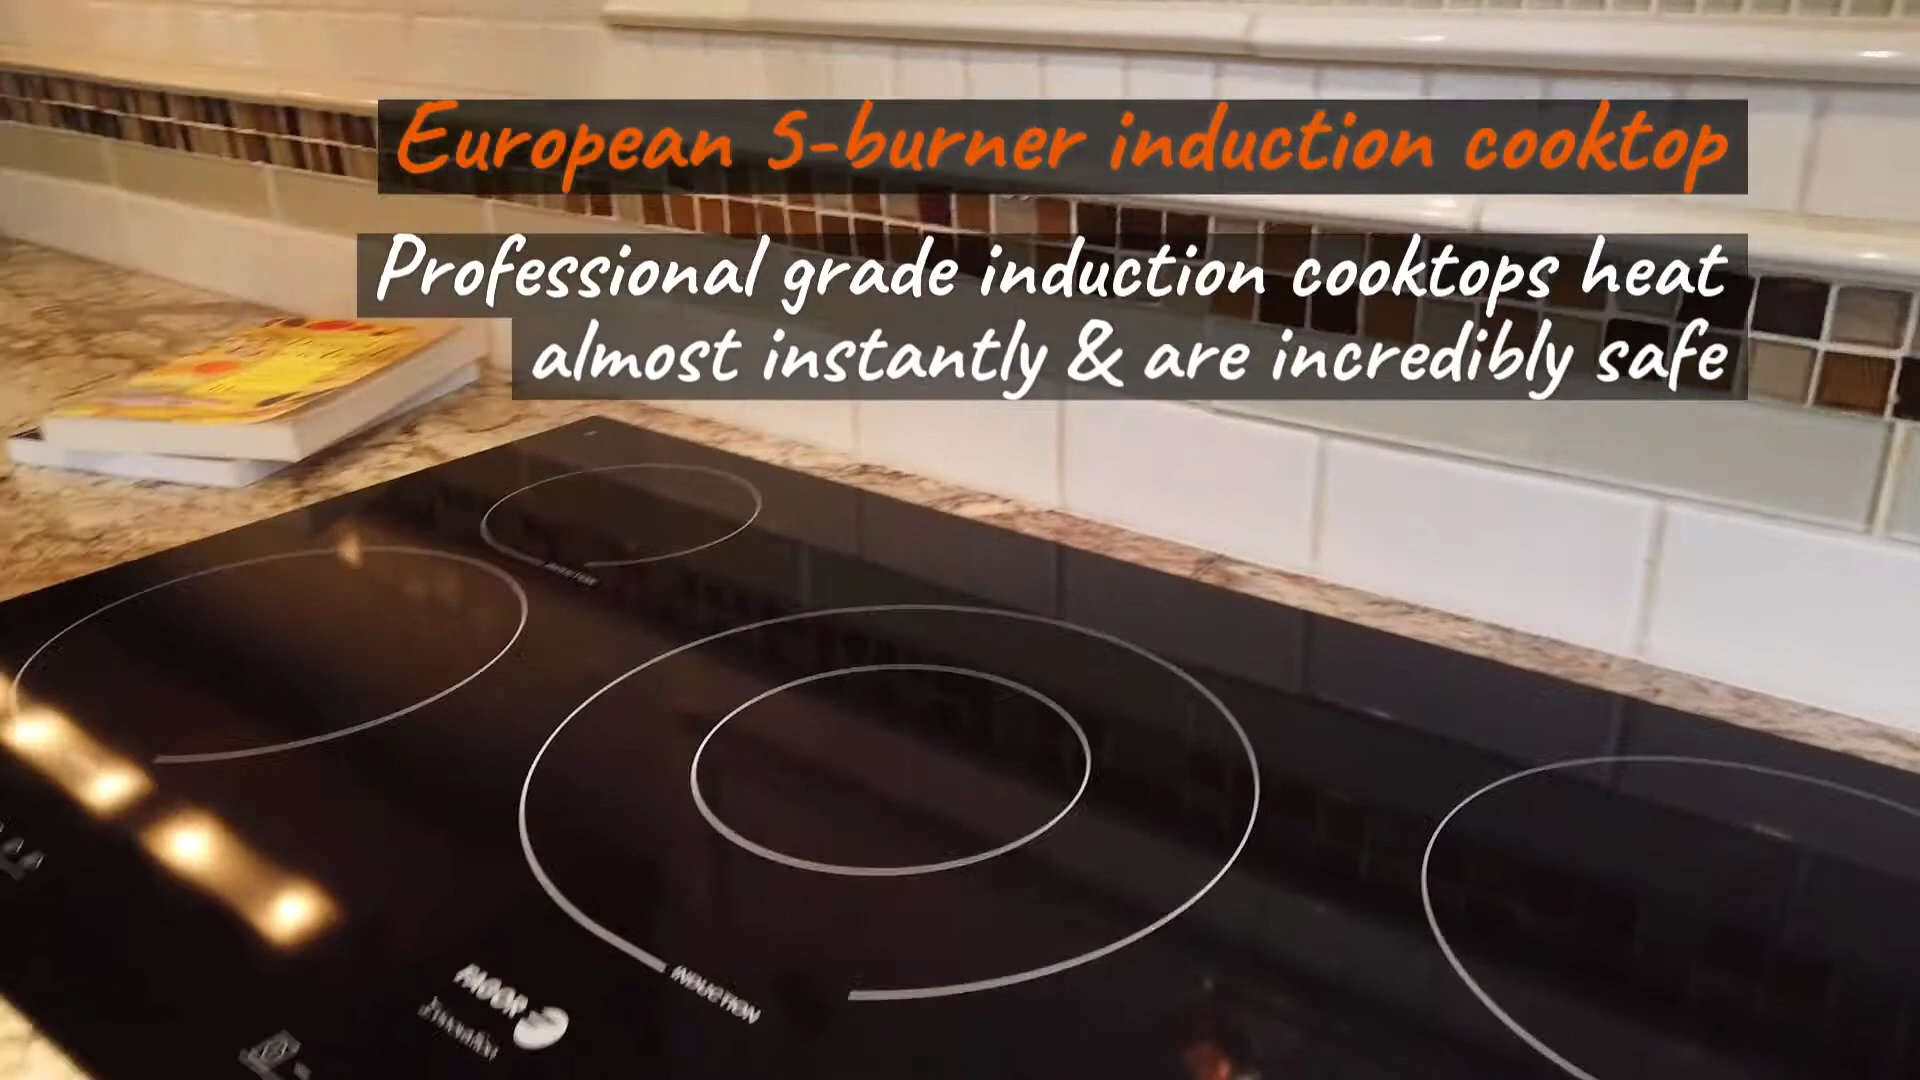 European 5-burner induction cooktop
Professional grade induction cooktops heat
almost instantly & are incredibly safe
INDUCTION
FAGOR